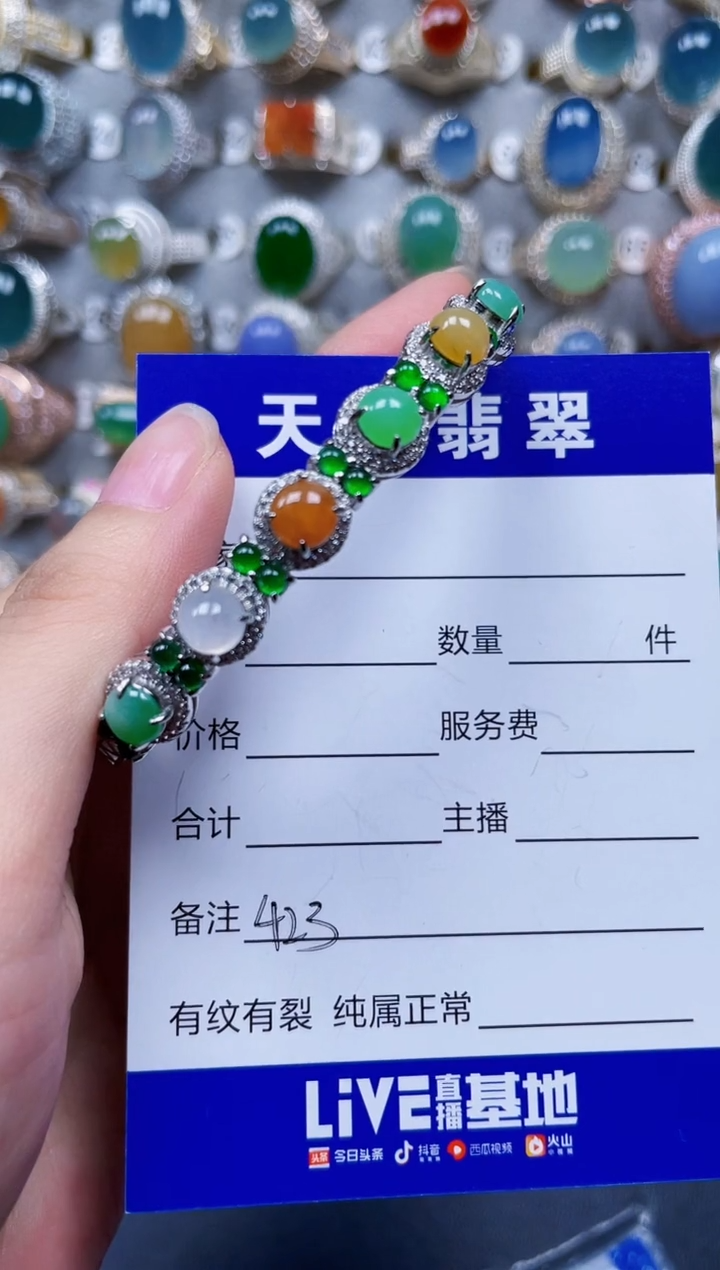 天 翡翠
数量 件
价格 服务费
合计 主播
备注 423
有纹有裂 纯属正常
LiVE直播基地
头条 今日头条 抖音 西瓜视频 火山